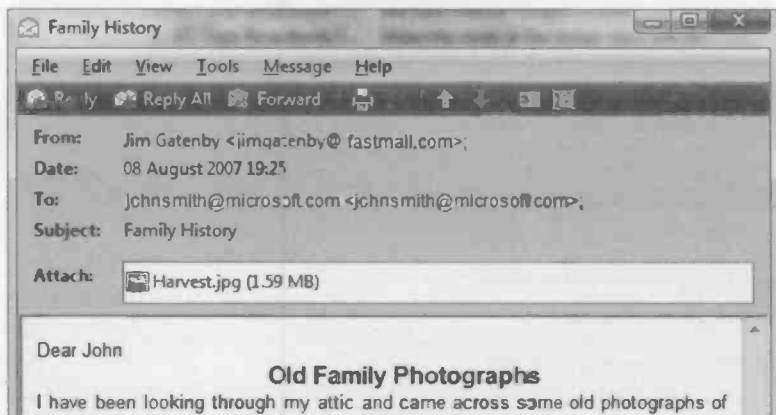 Family History
File Edit View Tools Message Help
Reply Reply All Forward
From: Jim Gatenby <jimgatenby@fastmail.com>;
Date: 08 August 2007 19:25
To: johnsmith@microsoft.com <johnsmith@microsoft.com>;
Subject: Family History
Attach: Harvest.jpg (1.59 MB)
Dear John
Old Family Photographs
I have been looking through my attic and came across some old photographs of